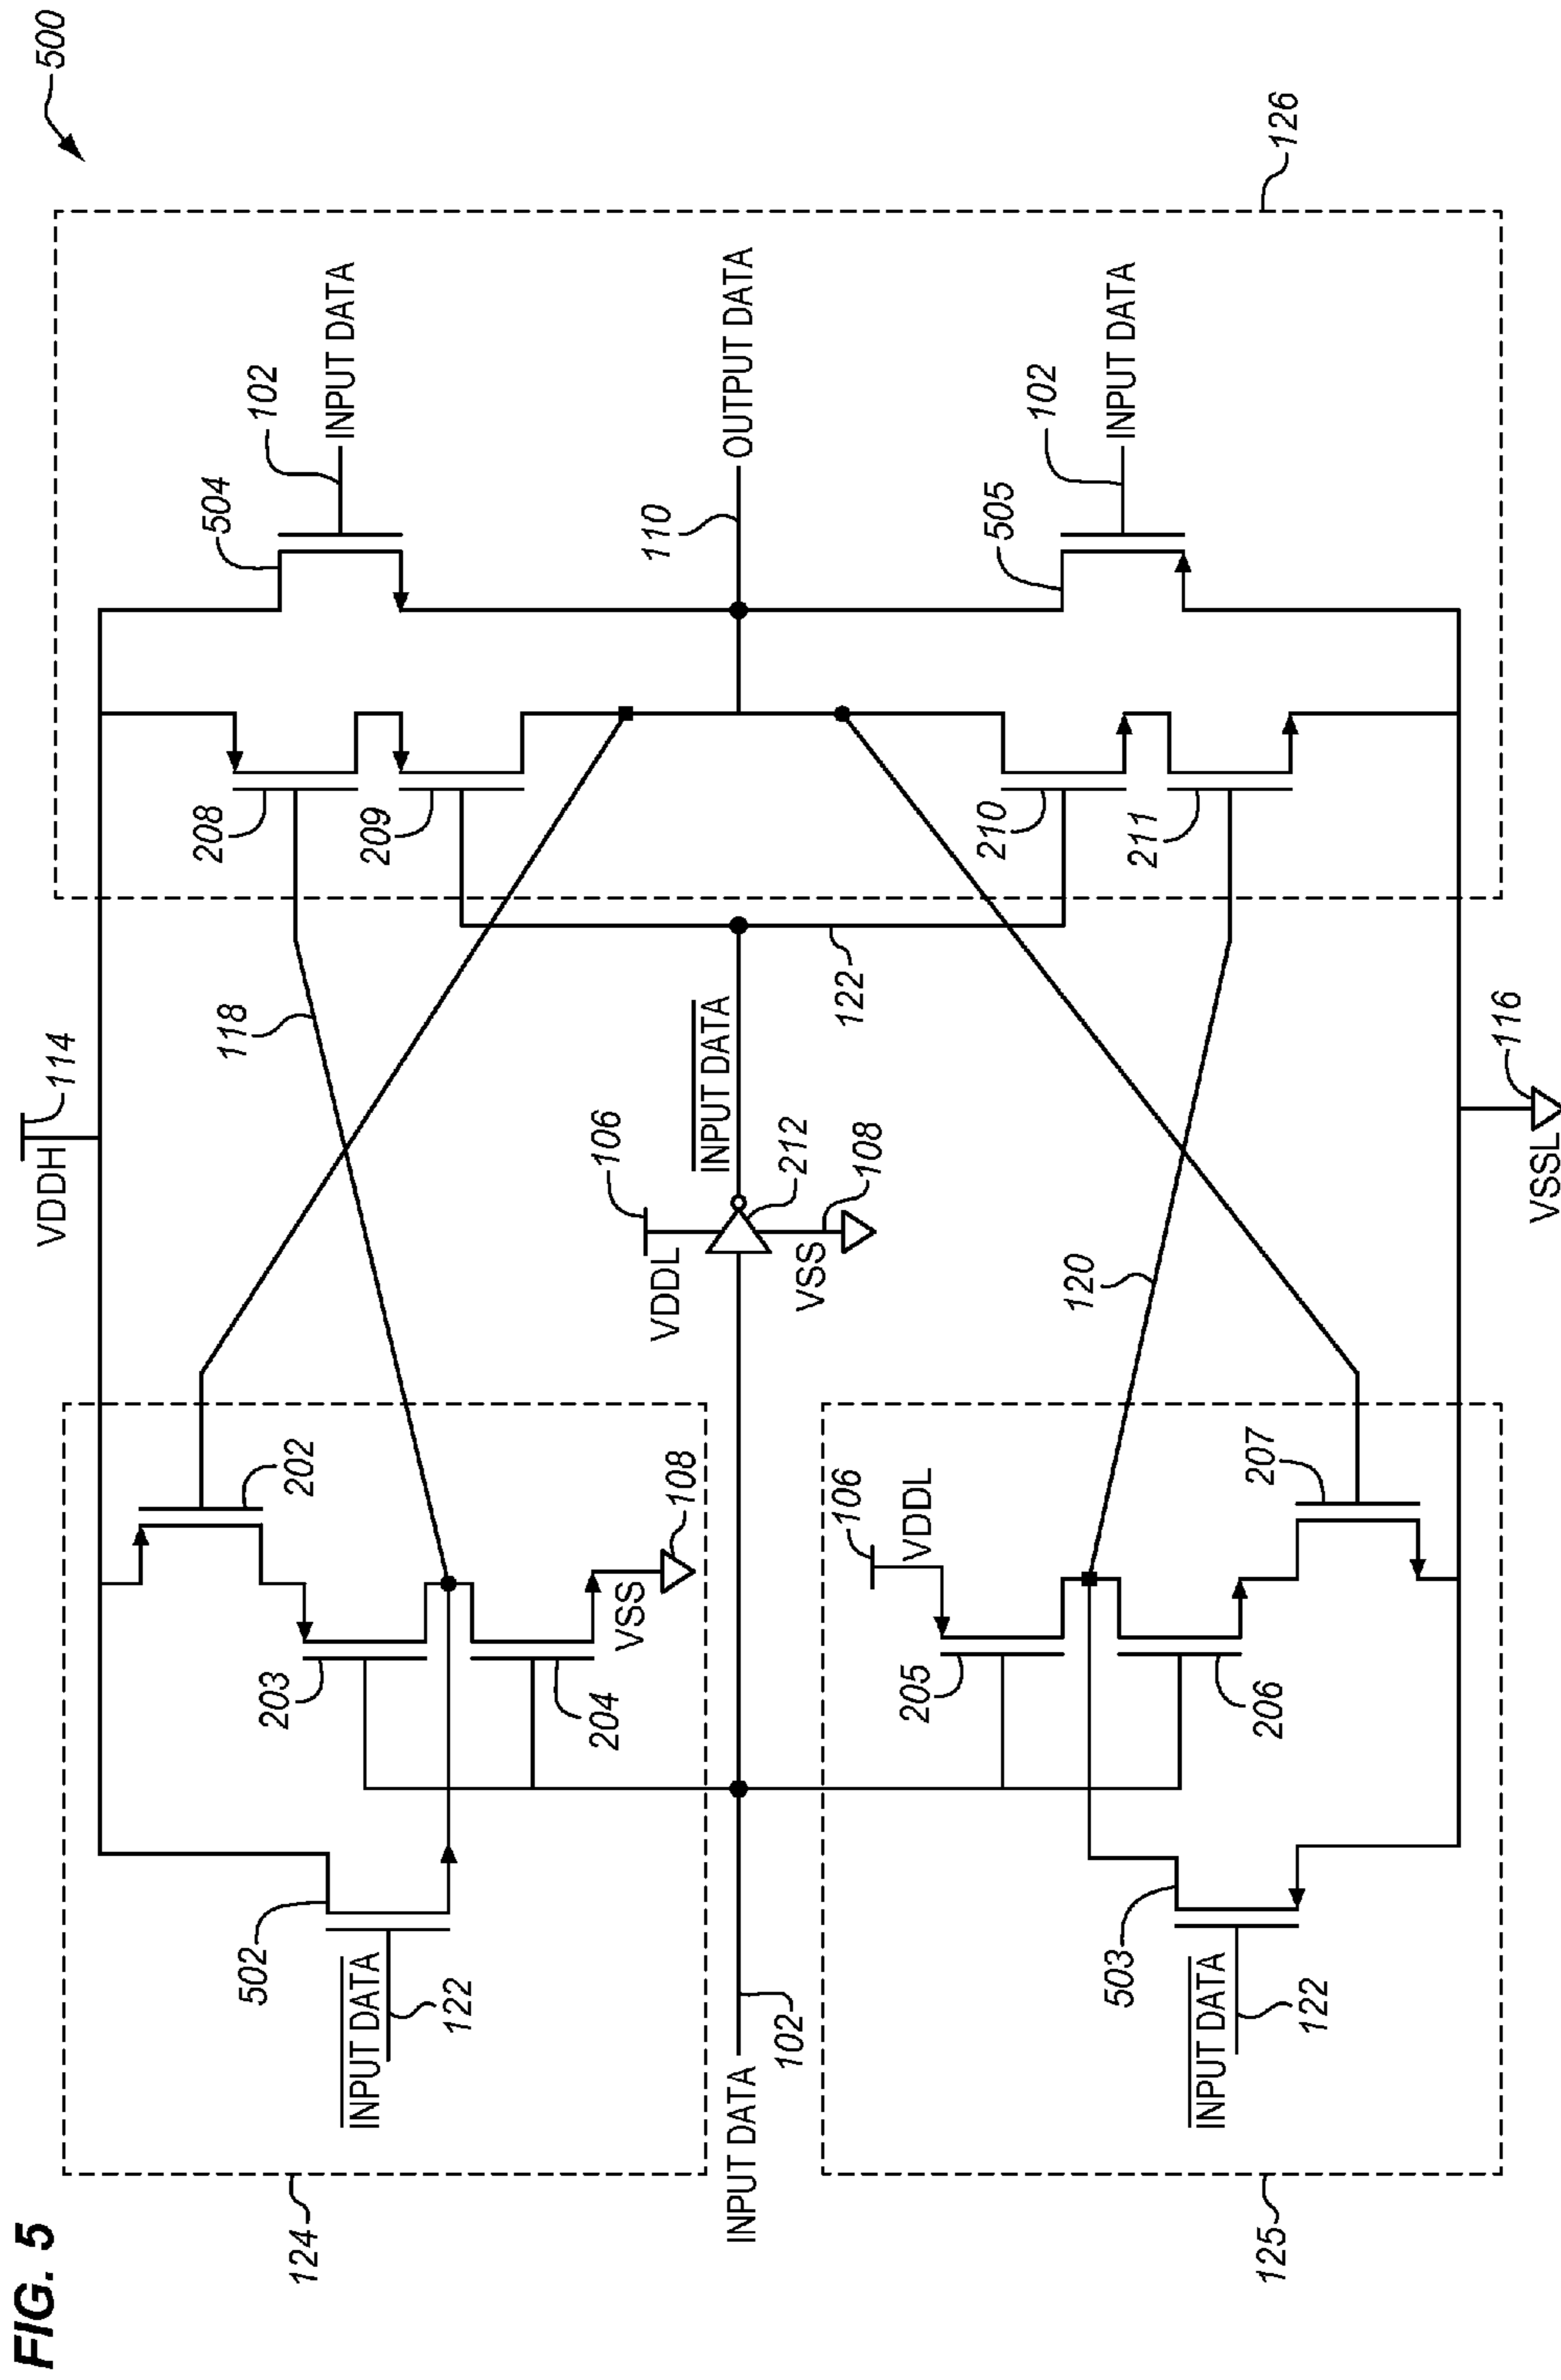 FIG. 5
500
VDDH
114
124
125
126
502
INPUT DATA
122
202
203
204
VSS
108
118
208
209
504
102
INPUT DATA
INPUT DATA
102
VDDL
106
212
VSS
108
INPUT DATA
122
110
OUTPUT DATA
503
INPUT DATA
122
106
VDDL
205
206
207
120
210
211
505
102
INPUT DATA
VSSL
116